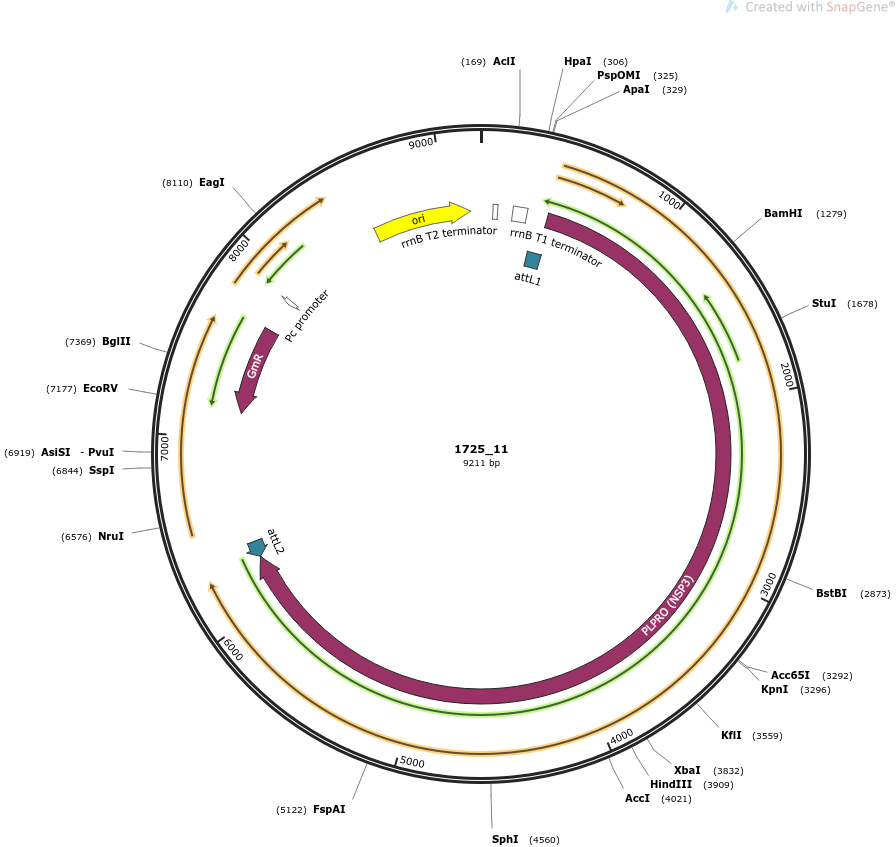 Created with SnapGene®
(169) AclI
HpaI (306)
PspOMI (325)
ApaI (329)
9000
1000
(8110) EagI
BamHI (1279)
8000
ori
rrnB T2 terminator
rrnB T1 terminator
attL1
Pc promoter
StuI (1678)
(7369) BglII
GmR
2000
(7177) EcoRV
7000
1725_11
9211 bp
(6919) AsiSI - PvuI
(6844) SspI
(6576) NruI
attL2
3000
BstBI (2873)
PLPRO (NSP3)
6000
Acc65I (3292)
KpnI (3296)
KflI (3559)
4000
5000
XbaI (3832)
HindIII (3909)
AccI (4021)
(5122) FspAI
SphI (4560)